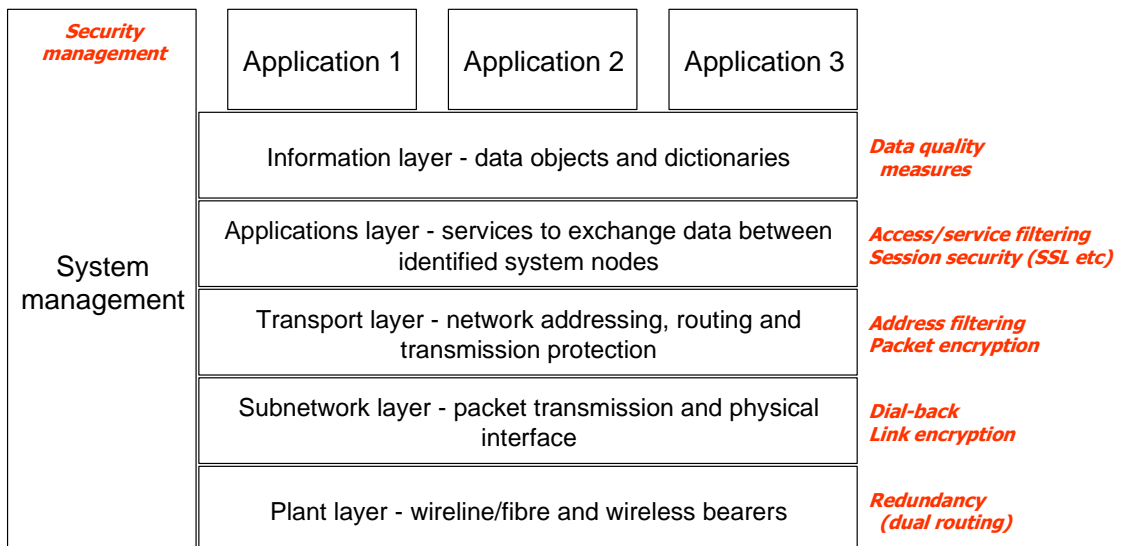 Security
management
Application 1
Application 2
Application 3
Information layer - data objects and dictionaries
Data quality
measures
Applications layer - services to exchange data between
identified system nodes
Access/service filtering
Session security (SSL etc)
System
management
Transport layer - network addressing, routing and
transmission protection
Address filtering
Packet encryption
Subnetwork layer - packet transmission and physical
interface
Dial-back
Link encryption
Plant layer - wireline/fibre and wireless bearers
Redundancy
(dual routing)